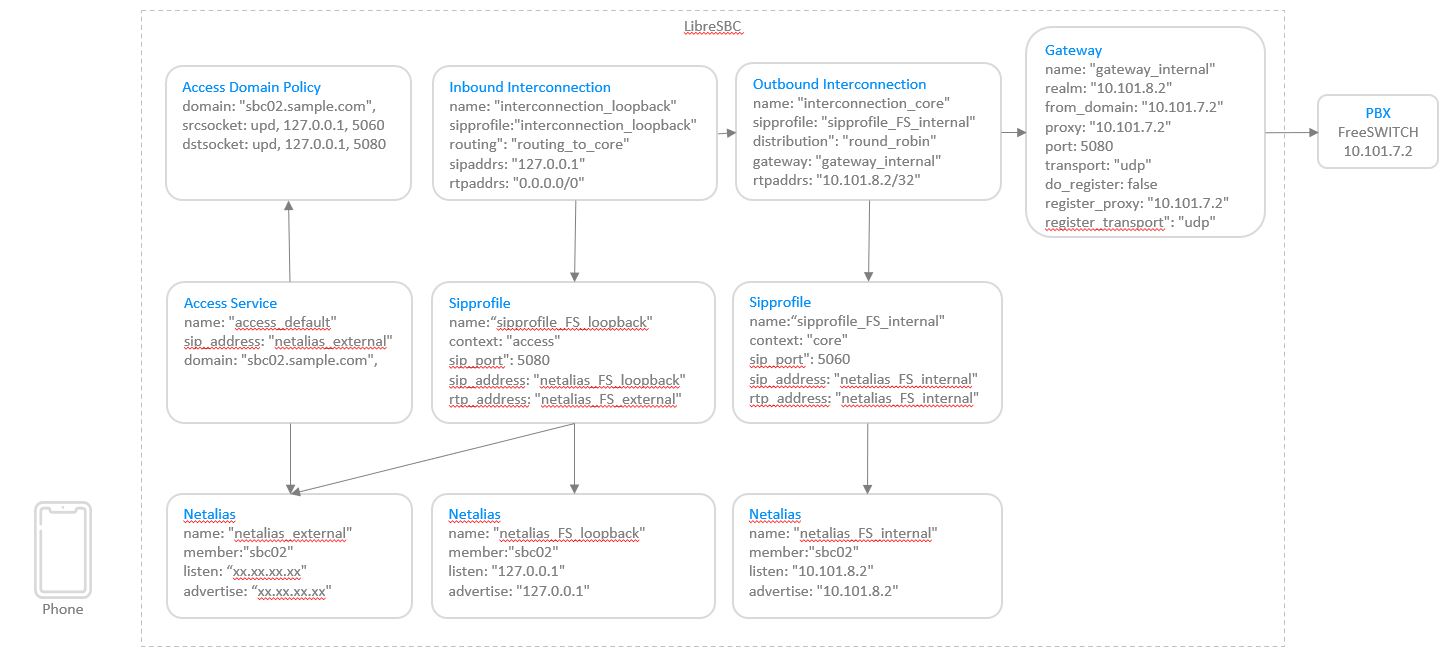 LibreSBC
Access Domain Policy
domain: "sbc02.sample.com",
srcsocket: upd, 127.0.0.1, 5060
dstsocket: upd, 127.0.0.1, 5080
Inbound Interconnection
name: "interconnection_loopback"
sipprofile:"interconnection_loopback"
routing": "routing_to_core"
sipaddrs: "127.0.0.1"
rtpaddrs: "0.0.0.0/0"
Outbound Interconnection
name: "interconnection_core"
sipprofile: "sipprofile_FS_internal"
distribution": "round_robin"
gateway: "gateway_internal"
rtpaddrs: "10.101.8.2/32"
Gateway
name: "gateway_internal"
realm: "10.101.8.2"
from_domain: "10.101.7.2"
proxy: "10.101.7.2"
port: 5080
transport: "udp"
do_register: false
register_proxy: "10.101.7.2"
register_transport": "udp"
PBX
FreeSWITCH
10.101.7.2
Access Service
name: "access_default"
sip_address: "netalias_external"
domain: "sbc02.sample.com",
Sipprofile
name:“sipprofile_FS_loopback"
context: "access"
sip_port": 5080
sip_address: "netalias_FS_loopback"
rtp_address: "netalias_FS_external"
Sipprofile
name:“sipprofile_FS_internal"
context: "core"
sip_port": 5060
sip_address: "netalias_FS_internal"
rtp_address: "netalias_FS_internal"
Netalias
name: "netalias_external"
member:"sbc02"
listen: “xx.xx.xx.xx"
advertise: “xx.xx.xx.xx"
Netalias
name: "netalias_FS_loopback"
member:"sbc02"
listen: "127.0.0.1"
advertise: "127.0.0.1"
Netalias
name: "netalias_FS_internal"
member:"sbc02"
listen: "10.101.8.2"
advertise: "10.101.8.2"
Phone